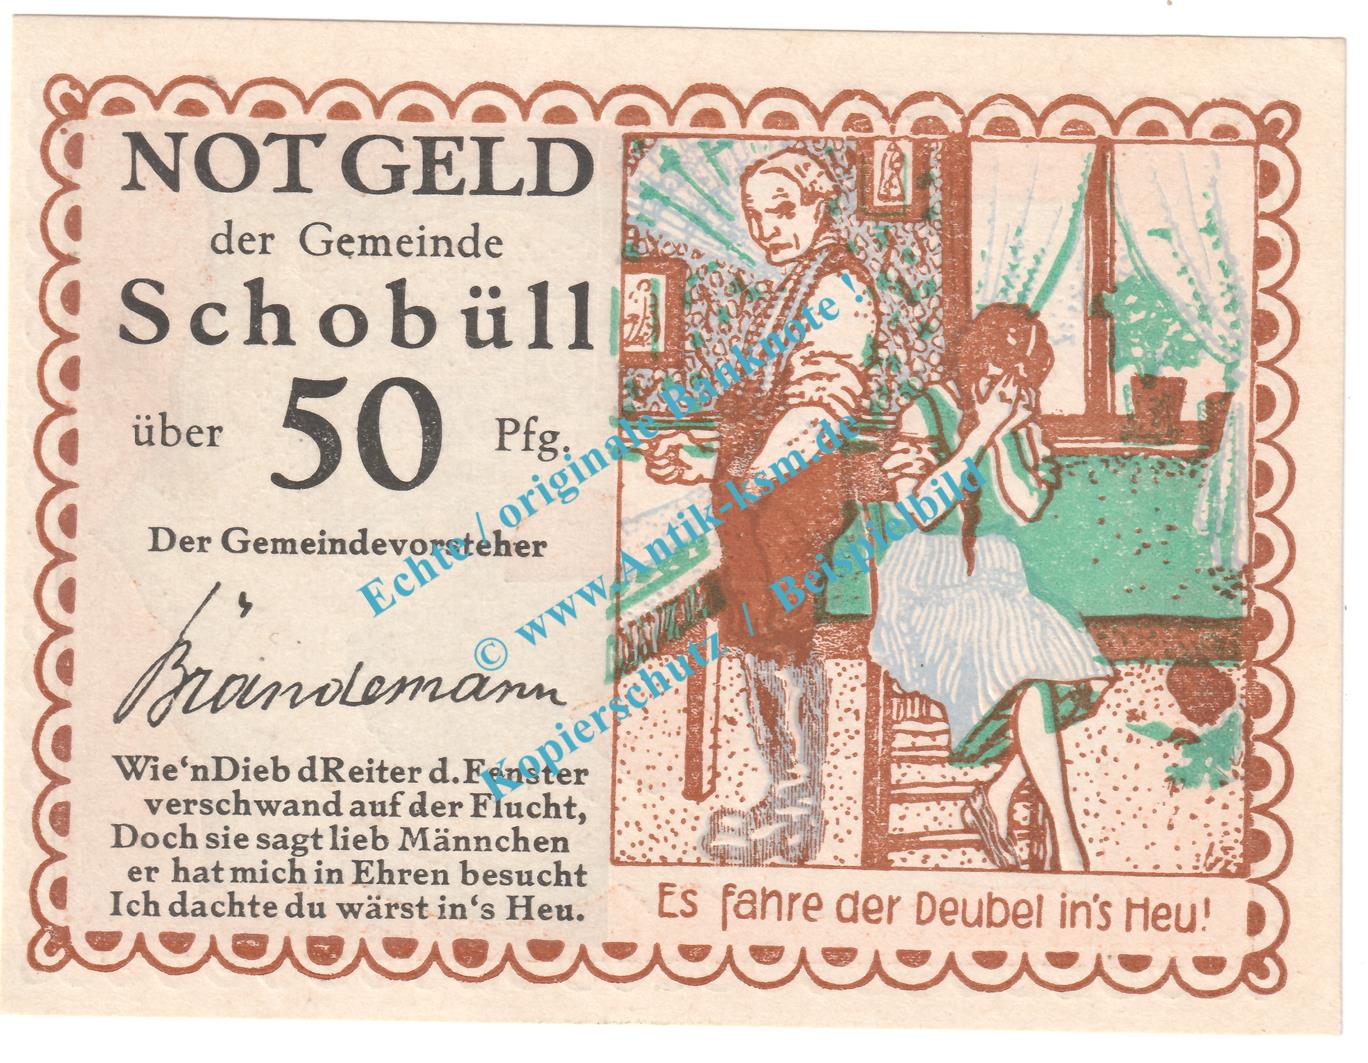 NOTGELD
der Gemeinde
Schobüll
über 50 Pfg.
Der Gemeindevorsteher
Brändemann
Wie'nDieb dReiter d.Fenster
verschwand auf der Flucht,
Doch sie sagt lieb Männchen
er hat mich in Ehren besucht
Ich dachte du wärst in's Heu.
Es fahre der Deubel in's Heu!
Echte / originale Banknote !
© www.Antik-ksm.de
Kopierschutz / Beispielbild